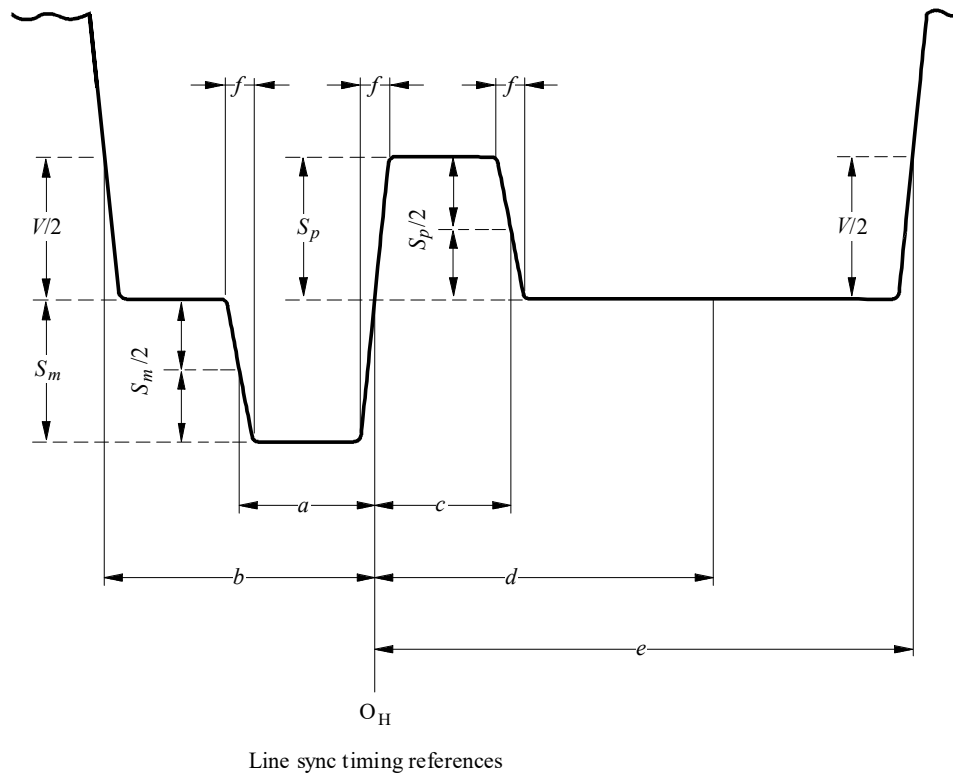 f f f
V/2
S_p
S_p/2
V/2
S_m
S_m/2
a
c
b
d
e
O_H
Line sync timing references